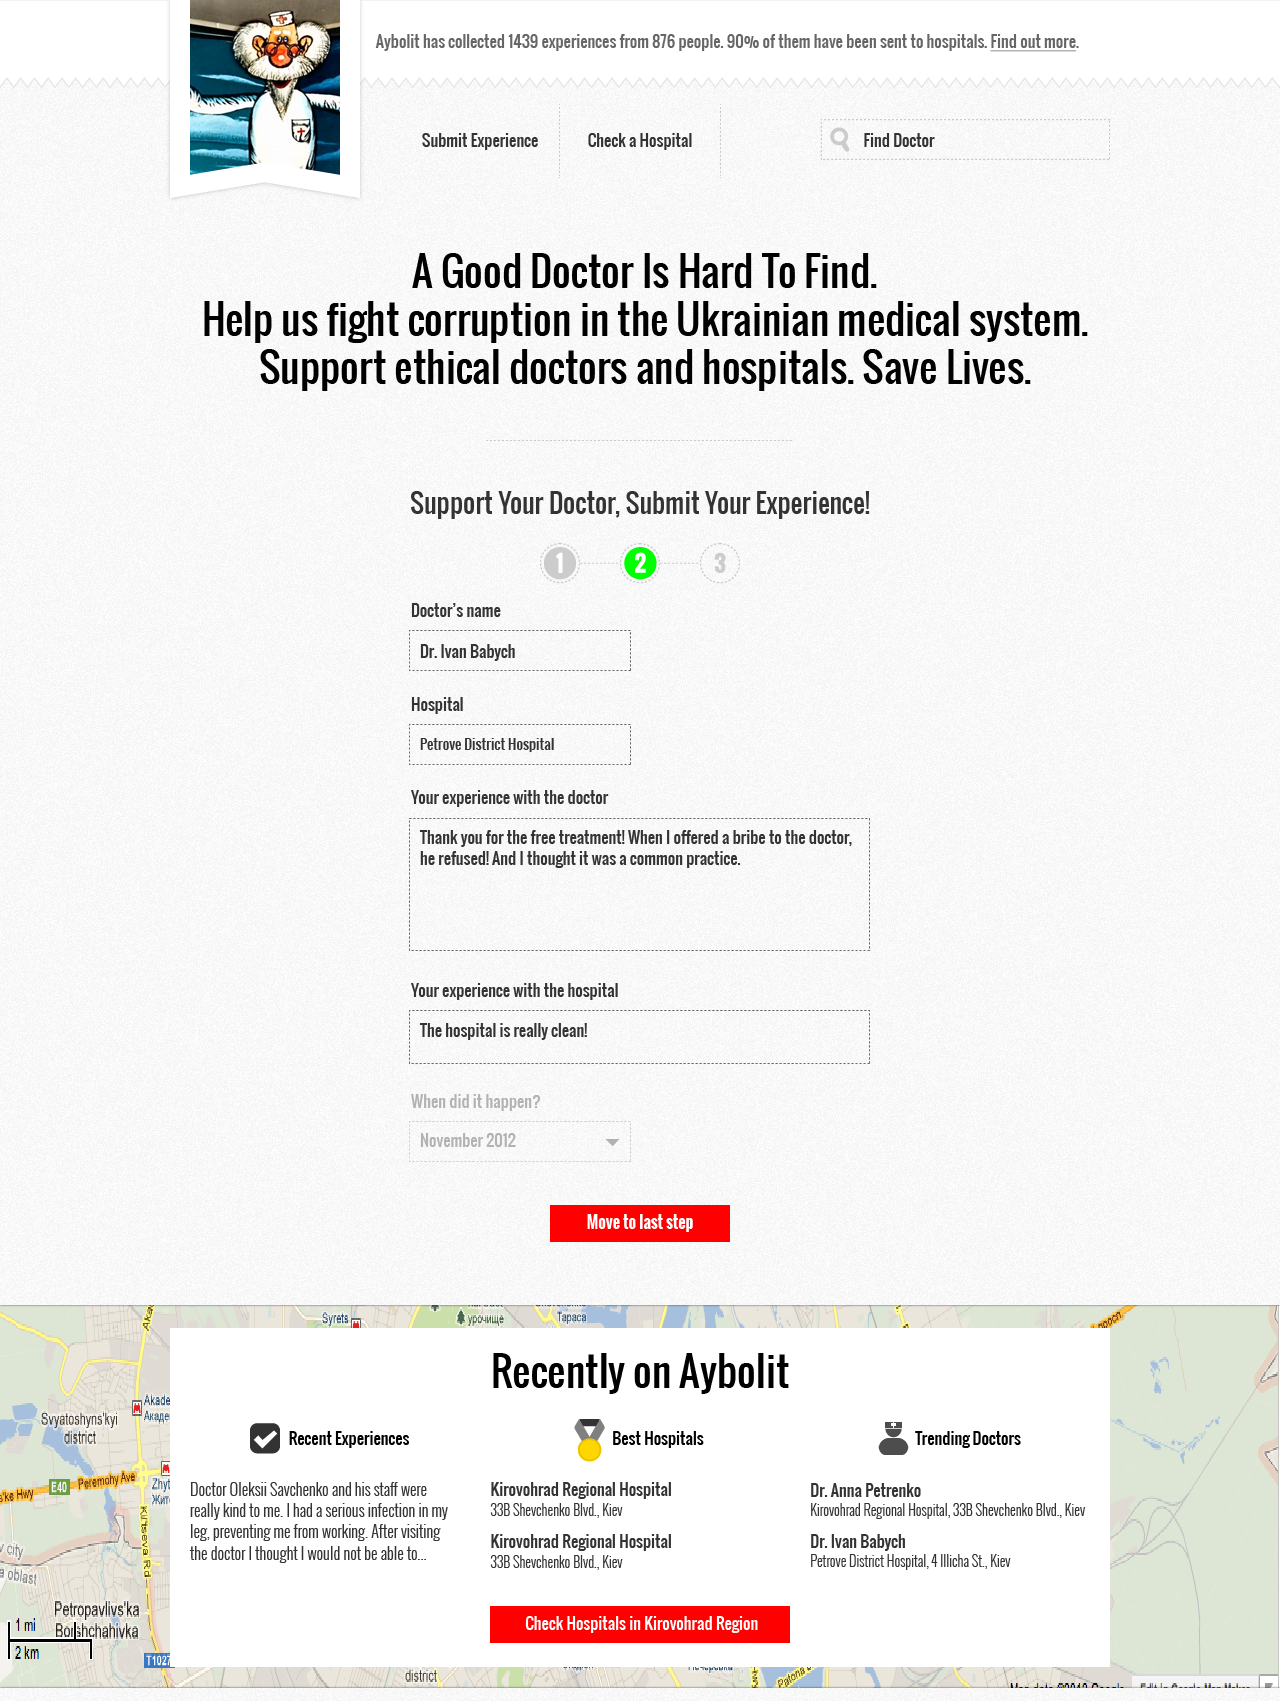 Aybolit has collected 1439 experiences from 876 people. 90% of them have been sent to hospitals. Find out more.
Submit Experience
Check a Hospital
Find Doctor
A Good Doctor Is Hard To Find.
Help us fight corruption in the Ukrainian medical system.
Support ethical doctors and hospitals. Save Lives.
Support Your Doctor, Submit Your Experience!
1
2
3
Doctor's name
Dr. Ivan Babych
Hospital
Petrove District Hospital
Your experience with the doctor
Thank you for the free treatment! When I offered a bribe to the doctor,
he refused! And I thought it was a common practice.
Your experience with the hospital
The hospital is really clean!
When did it happen?
November 2012
Move to last step
Syrets
урочище
Тараса
Recently on Aybolit
Recent Experiences
Doctor Oleksii Savchenko and his staff were
really kind to me. I had a serious infection in my
leg, preventing me from working. After visiting
the doctor I thought I would not be able to...
Best Hospitals
Kirovohrad Regional Hospital
33B Shevchenko Blvd., Kiev
Kirovohrad Regional Hospital
33B Shevchenko Blvd., Kiev
Trending Doctors
Dr. Anna Petrenko
Kirovohrad Regional Hospital, 33B Shevchenko Blvd., Kiev
Dr. Ivan Babych
Petrove District Hospital, 4 Illicha St., Kiev
Check Hospitals in Kirovohrad Region
Svyatoshyns'kyi
district
E40
Peremohy Ave
Kil'tseva Rd
city
oblast
Petropavlivs'ka
Borshchahivka
1 mi
2 km
T1027
district